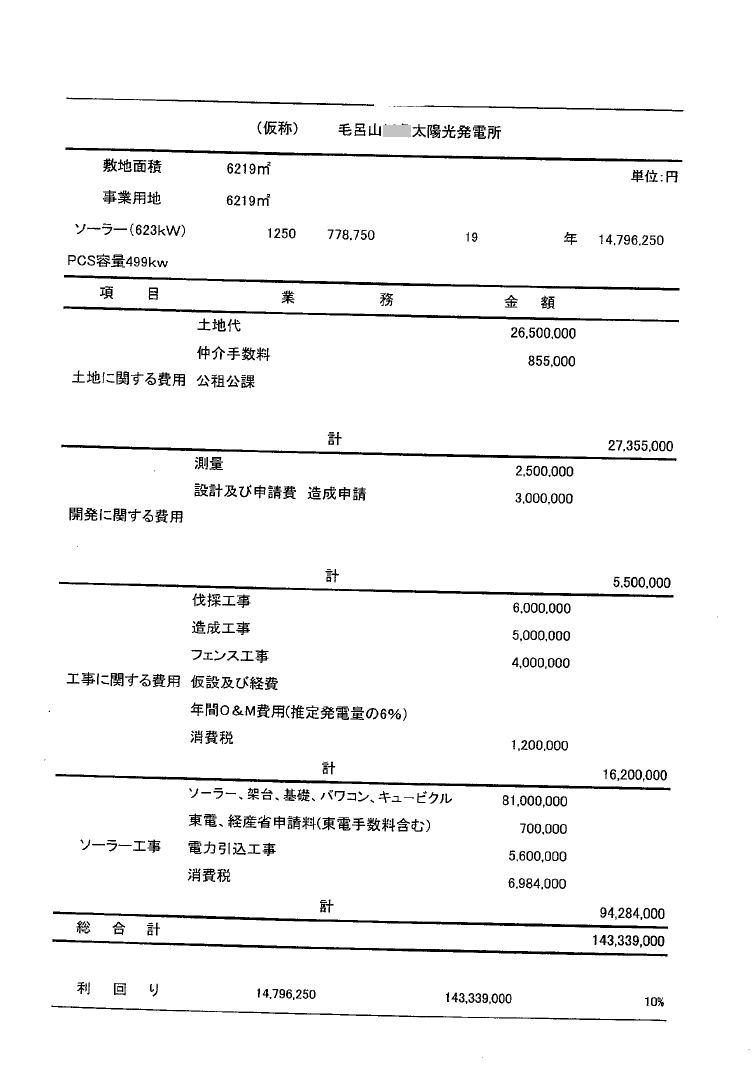 (仮称) 毛呂山 太陽光発電所
敷地面積 6219㎡ 単位:円
事業用地 6219㎡
ソーラー(623kW) 1250 778,750 19 年 14,796,250
PCS容量499kw
項 目 業 務 金 額
土地代 26,500,000
仲介手数料 855,000
土地に関する費用 公租公課
計 27,355,000
測量 2,500,000
設計及び申請費 造成申請 3,000,000
開発に関する費用
計 5,500,000
伐採工事 6,000,000
造成工事 5,000,000
フェンス工事 4,000,000
工事に関する費用 仮設及び経費
年間O&M費用(推定発電量の6%)
消費税 1,200,000
計 16,200,000
ソーラー、架台、基礎、パワコン、キュービクル 81,000,000
東電、経産省申請料(東電手数料含む) 700,000
ソーラー工事 電力引込工事 5,600,000
消費税 6,984,000
計 94,284,000
総 合 計 143,339,000
利 回 り 14,796,250 143,339,000 10%